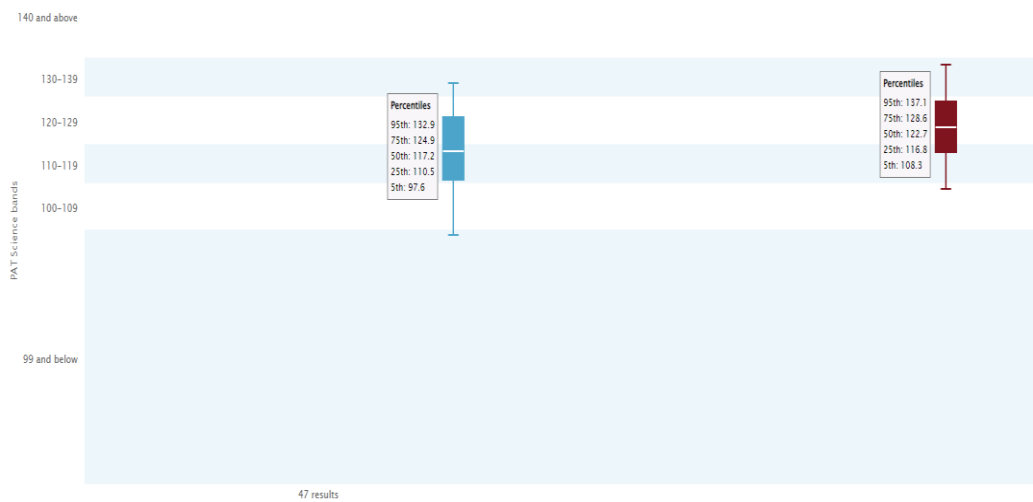 140 and above
130–139
120–129
110–119
100–109
99 and below
PAT Science bands
Percentiles
95th: 132.9
75th: 124.9
50th: 117.2
25th: 110.5
5th: 97.6
Percentiles
95th: 137.1
75th: 128.6
50th: 122.7
25th: 116.8
5th: 108.3
47 results